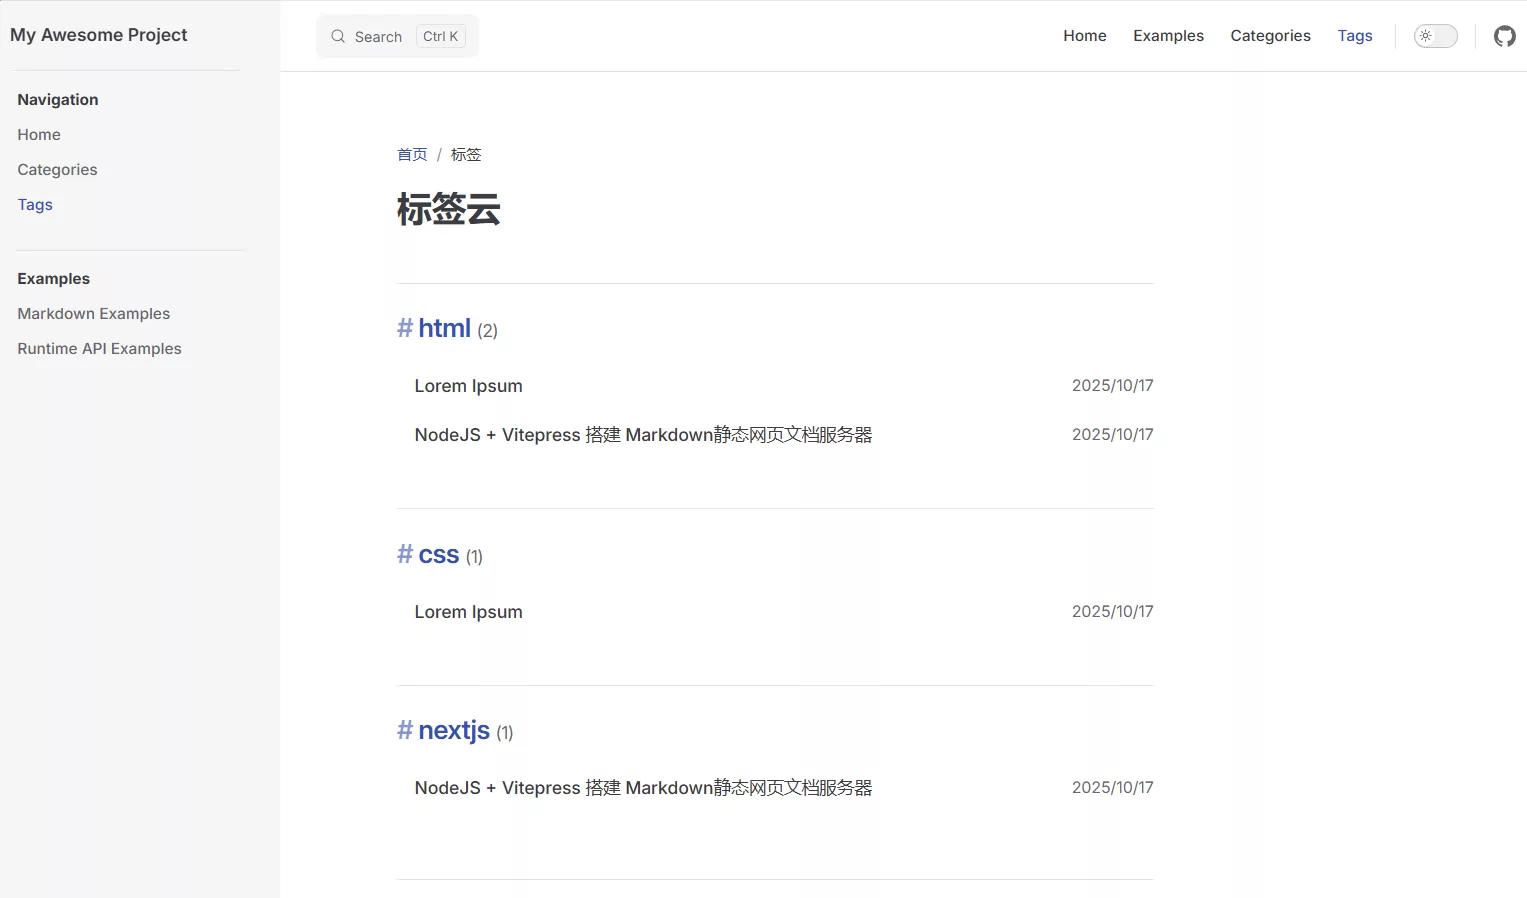 My Awesome Project
Search Ctrl K
Home Examples Categories Tags
Navigation
Home
Categories
Tags
Examples
Markdown Examples
Runtime API Examples
首页 / 标签
标签云
# html (2)
Lorem Ipsum 2025/10/17
NodeJS + Vitepress 搭建 Markdown静态网页文档服务器 2025/10/17
# css (1)
Lorem Ipsum 2025/10/17
# nextjs (1)
NodeJS + Vitepress 搭建 Markdown静态网页文档服务器 2025/10/17